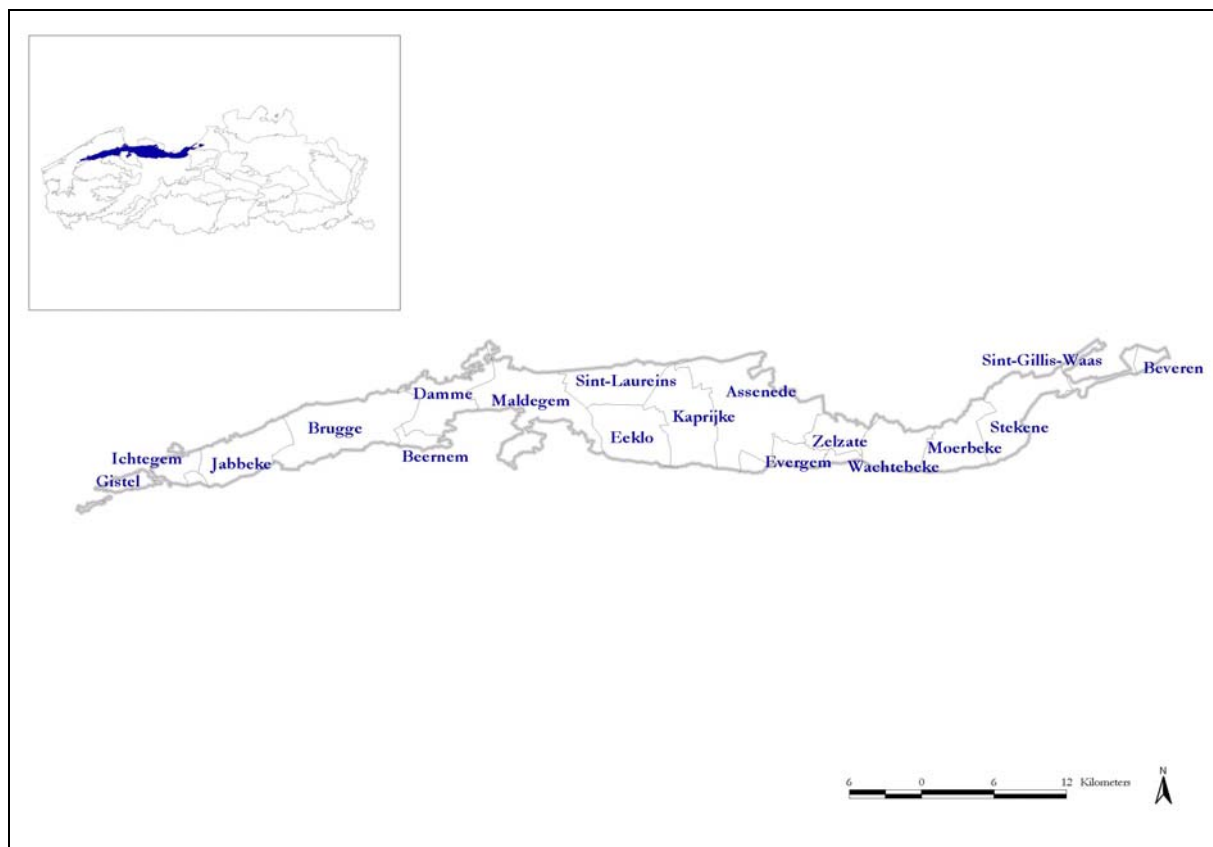 Sint-Gillis-Waas
Beveren
Sint-Laureins
Damme
Assenede
Maldegem
Kaprijke
Brugge
Stekene
Eeklo
Zelzate
Moerbeke
Ichtegem
Jabbeke
Beernem
Evergem
Wachtebeke
Gistel
N
6 0 6 12 Kilometers